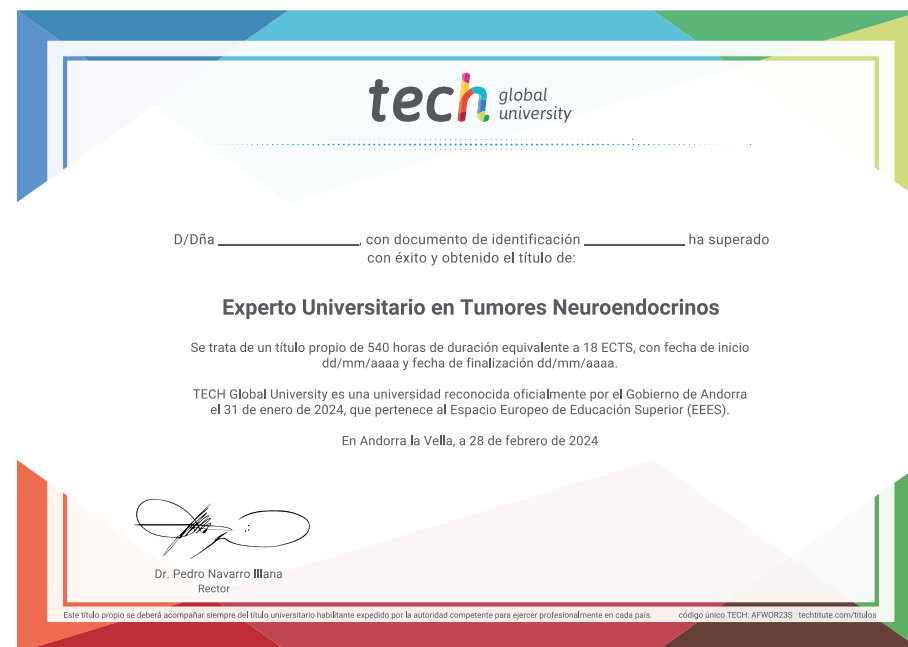 tech global university
D/Dña ______________, con documento de identificación __________ ha superado
con éxito y obtenido el título de:
Experto Universitario en Tumores Neuroendocrinos
Se trata de un título propio de 540 horas de duración equivalente a 18 ECTS, con fecha de inicio
dd/mm/aaaa y fecha de finalización dd/mm/aaaa.
TECH Global University es una universidad reconocida oficialmente por el Gobierno de Andorra
el 31 de enero de 2024, que pertenece al Espacio Europeo de Educación Superior (EEES).
En Andorra la Vella, a 28 de febrero de 2024
Dr. Pedro Navarro Illana
Rector
Este título propio se deberá acompañar siempre del título universitario habilitante expedido por la autoridad competente para ejercer profesionalmente en cada país. código único TECH: AFWOR23S techtitute.com/titulos